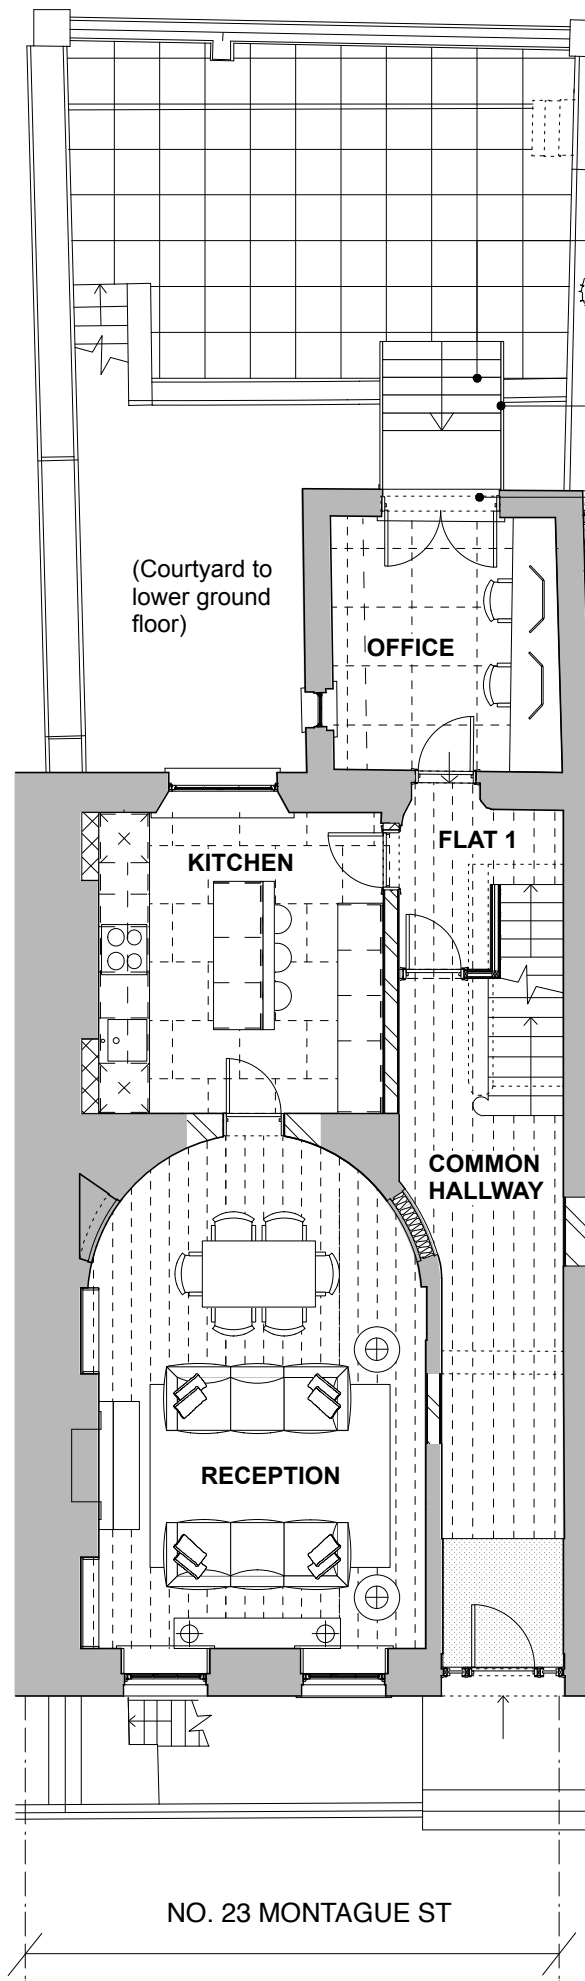 (Courtyard to
lower ground
floor)
OFFICE
KITCHEN
FLAT 1
COMMON
HALLWAY
RECEPTION
NO. 23 MONTAGUE ST